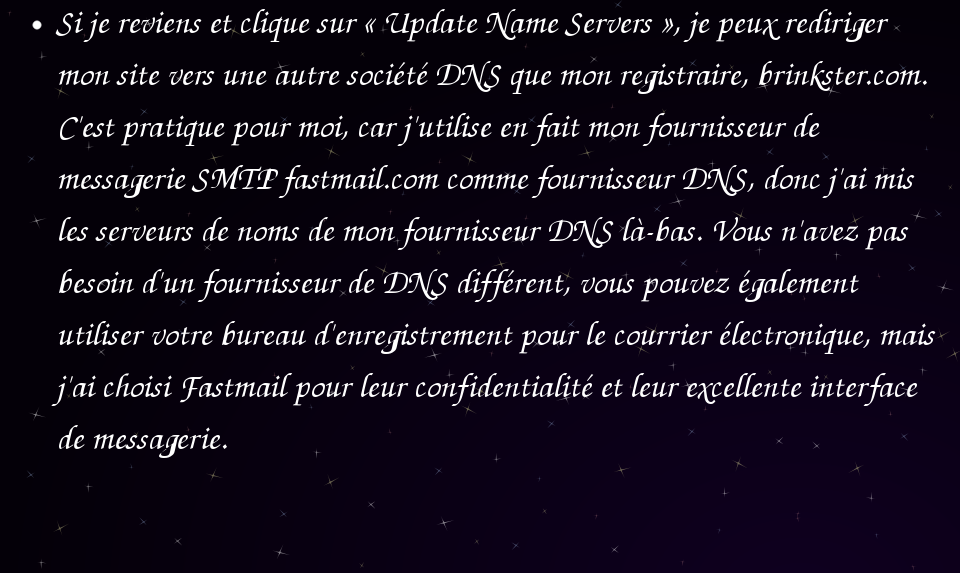 • Si je reviens et clique sur « Update Name Servers », je peux rediriger
mon site vers une autre société DNS que mon registraire, brinkster.com.
C'est pratique pour moi, car j'utilise en fait mon fournisseur de
messagerie SMTP fastmail.com comme fournisseur DNS, donc j'ai mis
les serveurs de noms de mon fournisseur DNS là-bas. Vous n'avez pas
besoin d'un fournisseur de DNS différent, vous pouvez également
utiliser votre bureau d'enregistrement pour le courrier électronique, mais
j'ai choisi Fastmail pour leur confidentialité et leur excellente interface
de messagerie.